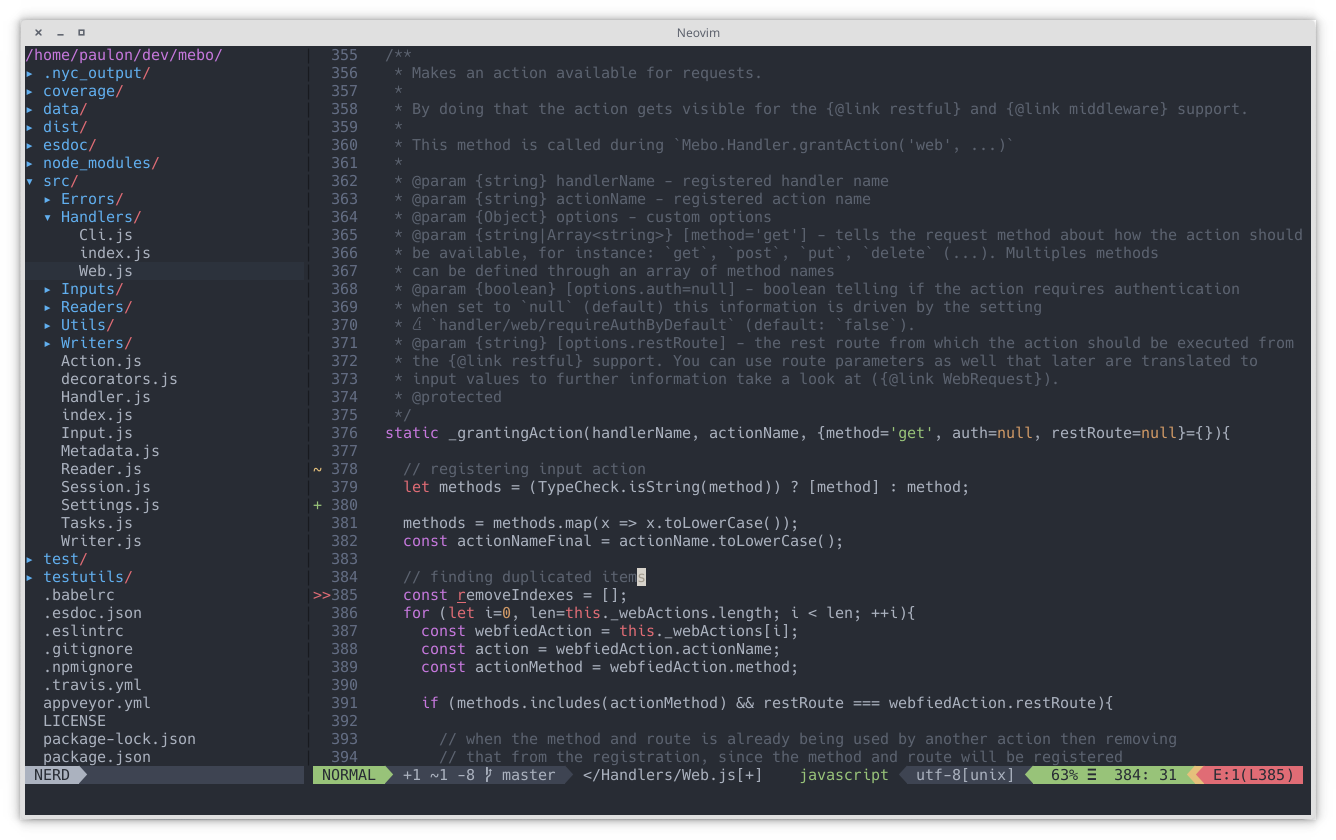 Neovim
/home/paulon/dev/mebo/
▸ .nyc_output/
▸ coverage/
▸ data/
▸ dist/
▸ esdoc/
▸ node_modules/
▾ src/
▸ Errors/
▾ Handlers/
Cli.js
index.js
Web.js
▸ Inputs/
▸ Readers/
▸ Utils/
▸ Writers/
Action.js
decorators.js
Handler.js
index.js
Input.js
Metadata.js
Reader.js
Session.js
Settings.js
Tasks.js
Writer.js
▸ test/
▸ testutils/
.babelrc
.esdoc.json
.eslintrc
.gitignore
.npmignore
.travis.yml
appveyor.yml
LICENSE
package-lock.json
package.json
NERD
355 /**
356 * Makes an action available for requests.
357 *
358 * By doing that the action gets visible for the {@link restful} and {@link middleware} support.
359 *
360 * This method is called during `Mebo.Handler.grantAction('web', ...)`
361 *
362 * @param {string} handlerName - registered handler name
363 * @param {string} actionName - registered action name
364 * @param {Object} options - custom options
365 * @param {string|Array<string>} [method='get'] - tells the request method about how the action should
366 * be available, for instance: `get`, `post`, `put`, `delete` (...). Multiples methods
367 * can be defined through an array of method names
368 * @param {boolean} [options.auth=null] - boolean telling if the action requires authentication
369 * when set to `null` (default) this information is driven by the setting
370 * `handler/web/requireAuthByDefault` (default: `false`).
371 * @param {string} [options.restRoute] - the rest route from which the action should be executed from
372 * the {@link restful} support. You can use route parameters as well that later are translated to
373 * input values to further information take a look at ({@link WebRequest}).
374 * @protected
375 */
376 static _grantingAction(handlerName, actionName, {method='get', auth=null, restRoute=null}={}){
377
~ 378 // registering input action
379 let methods = (TypeCheck.isString(method)) ? [method] : method;
+ 380
381 methods = methods.map(x => x.toLowerCase());
382 const actionNameFinal = actionName.toLowerCase();
383
384 // finding duplicated items
>>385 const removeIndexes = [];
386 for (let i=0, len=this._webActions.length; i < len; ++i){
387 const webfiedAction = this._webActions[i];
388 const action = webfiedAction.actionName;
389 const actionMethod = webfiedAction.method;
390
391 if (methods.includes(actionMethod) && restRoute === webfiedAction.restRoute){
392
393 // when the method and route is already being used by another action then removing
394 // that from the registration, since the method and route will be registered
NORMAL +1 ~1 -8 master </Handlers/Web.js[+] javascript utf-8[unix] 63% ☰ 384: 31 E:1(L385)